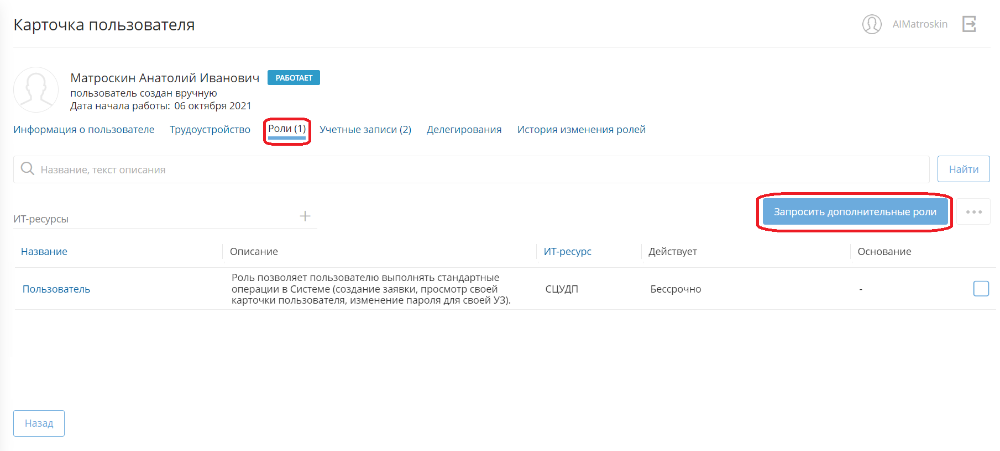 Карточка пользователя
AIMatroskin
Матроскин Анатолий Иванович
РАБОТАЕТ
пользователь создан вручную
Дата начала работы: 06 октября 2021
Информация о пользователе
Трудоустройство
Роли (1)
Учетные записи (2)
Делегирования
История изменения ролей
Название, текст описания
Найти
ИТ-ресурсы
Запросить дополнительные роли
Название
Описание
ИТ-ресурс
Действует
Основание
Пользователь
Роль позволяет пользователю выполнять стандартные
операции в Системе (создание заявки, просмотр своей
карточки пользователя, изменение пароля для своей УЗ).
СЦУДП
Бессрочно
-
Назад